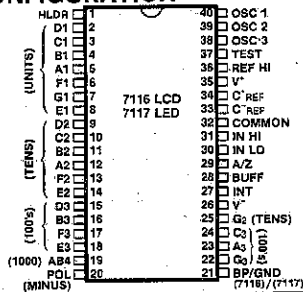 NFIGURATION
HLDR 1 40 OSC 1
D1 2 39 OSC 2
C1 3 38 OSC 3
B1 4 37 TEST
A1 5 36 REF HI
F1 6 35 V+
G1 7 34 C+REF
E1 8 33 C-REF
D2 9 32 COMMON
C2 10 31 IN HI
B2 11 30 IN LO
A2 12 29 A/Z
F2 13 28 BUFF
E2 14 27 INT
D3 15 26 V-
B3 16 25 G2 (TENS)
F3 17 24 C3
E3 18 23 A3
(1000) AB4 19 22 G3
POL 20 21 BP/GND
(MINUS) (7116)/(7117)
(UNITS)
(TENS)
(100's)
7116 LCD
7117 LED